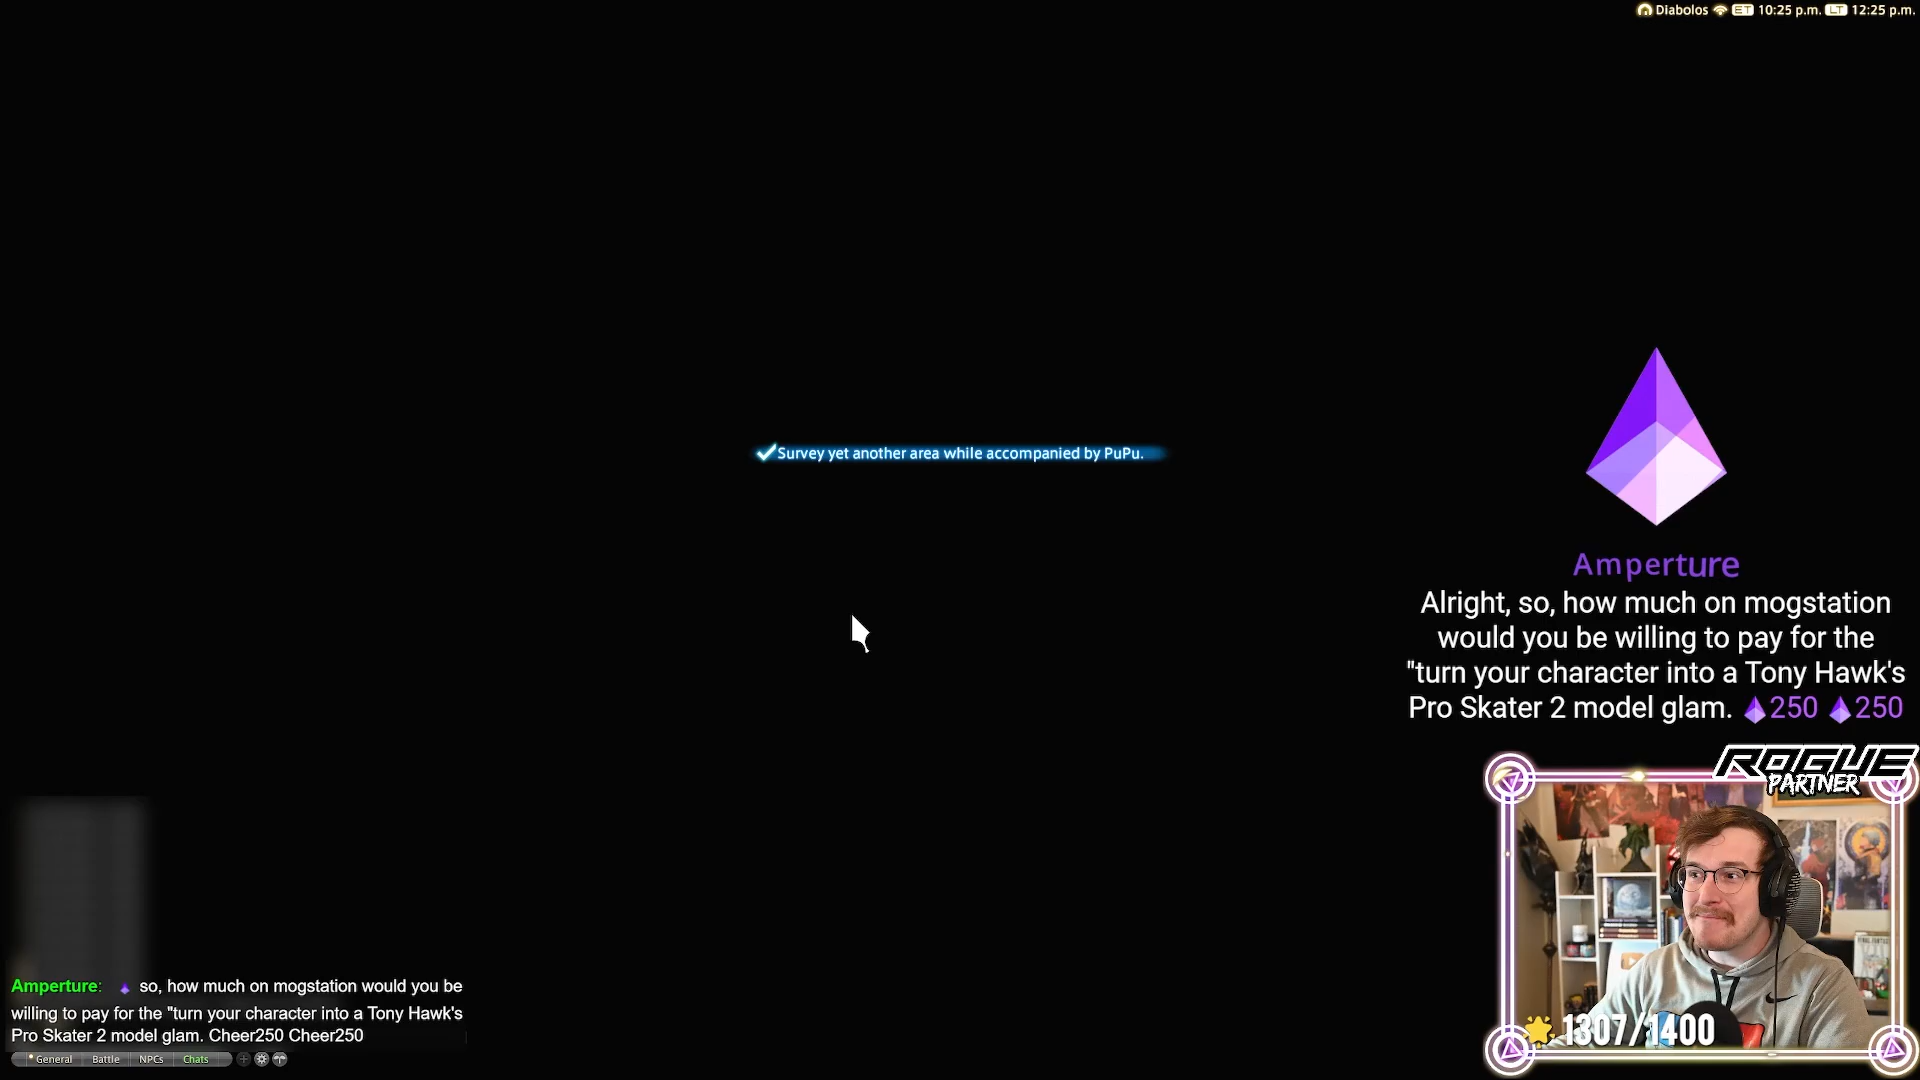 Diabolos ET 10:25 p.m. LT 12:25 p.m.
✓Survey yet another area while accompanied by PuPu.
Amperture
Alright, so, how much on mogstation
would you be willing to pay for the
"turn your character into a Tony Hawk's
Pro Skater 2 model glam. 250 250
ROGUE
PARTNER
1307/1400
Amperture: so, how much on mogstation would you be
willing to pay for the "turn your character into a Tony Hawk's
Pro Skater 2 model glam. Cheer250 Cheer250
General Battle NPCs Chats